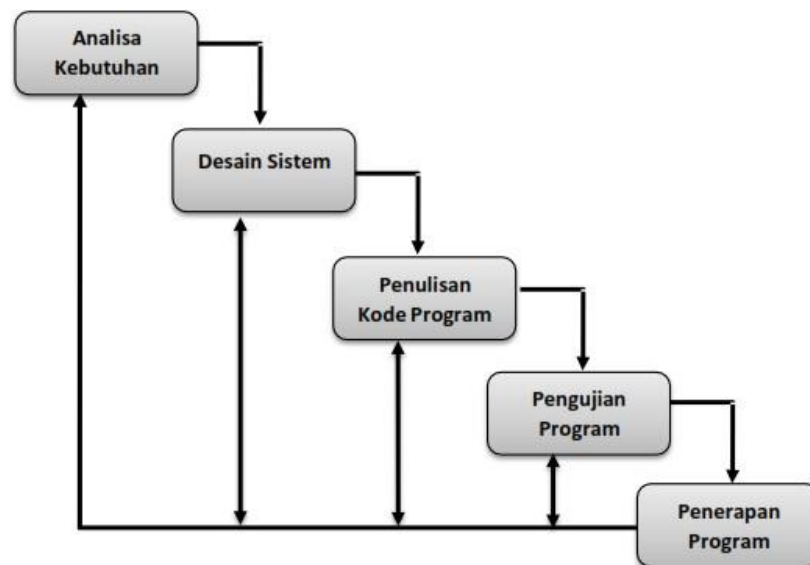 Analisa
Kebutuhan
Desain Sistem
Penulisan
Kode Program
Pengujian
Program
Penerapan
Program